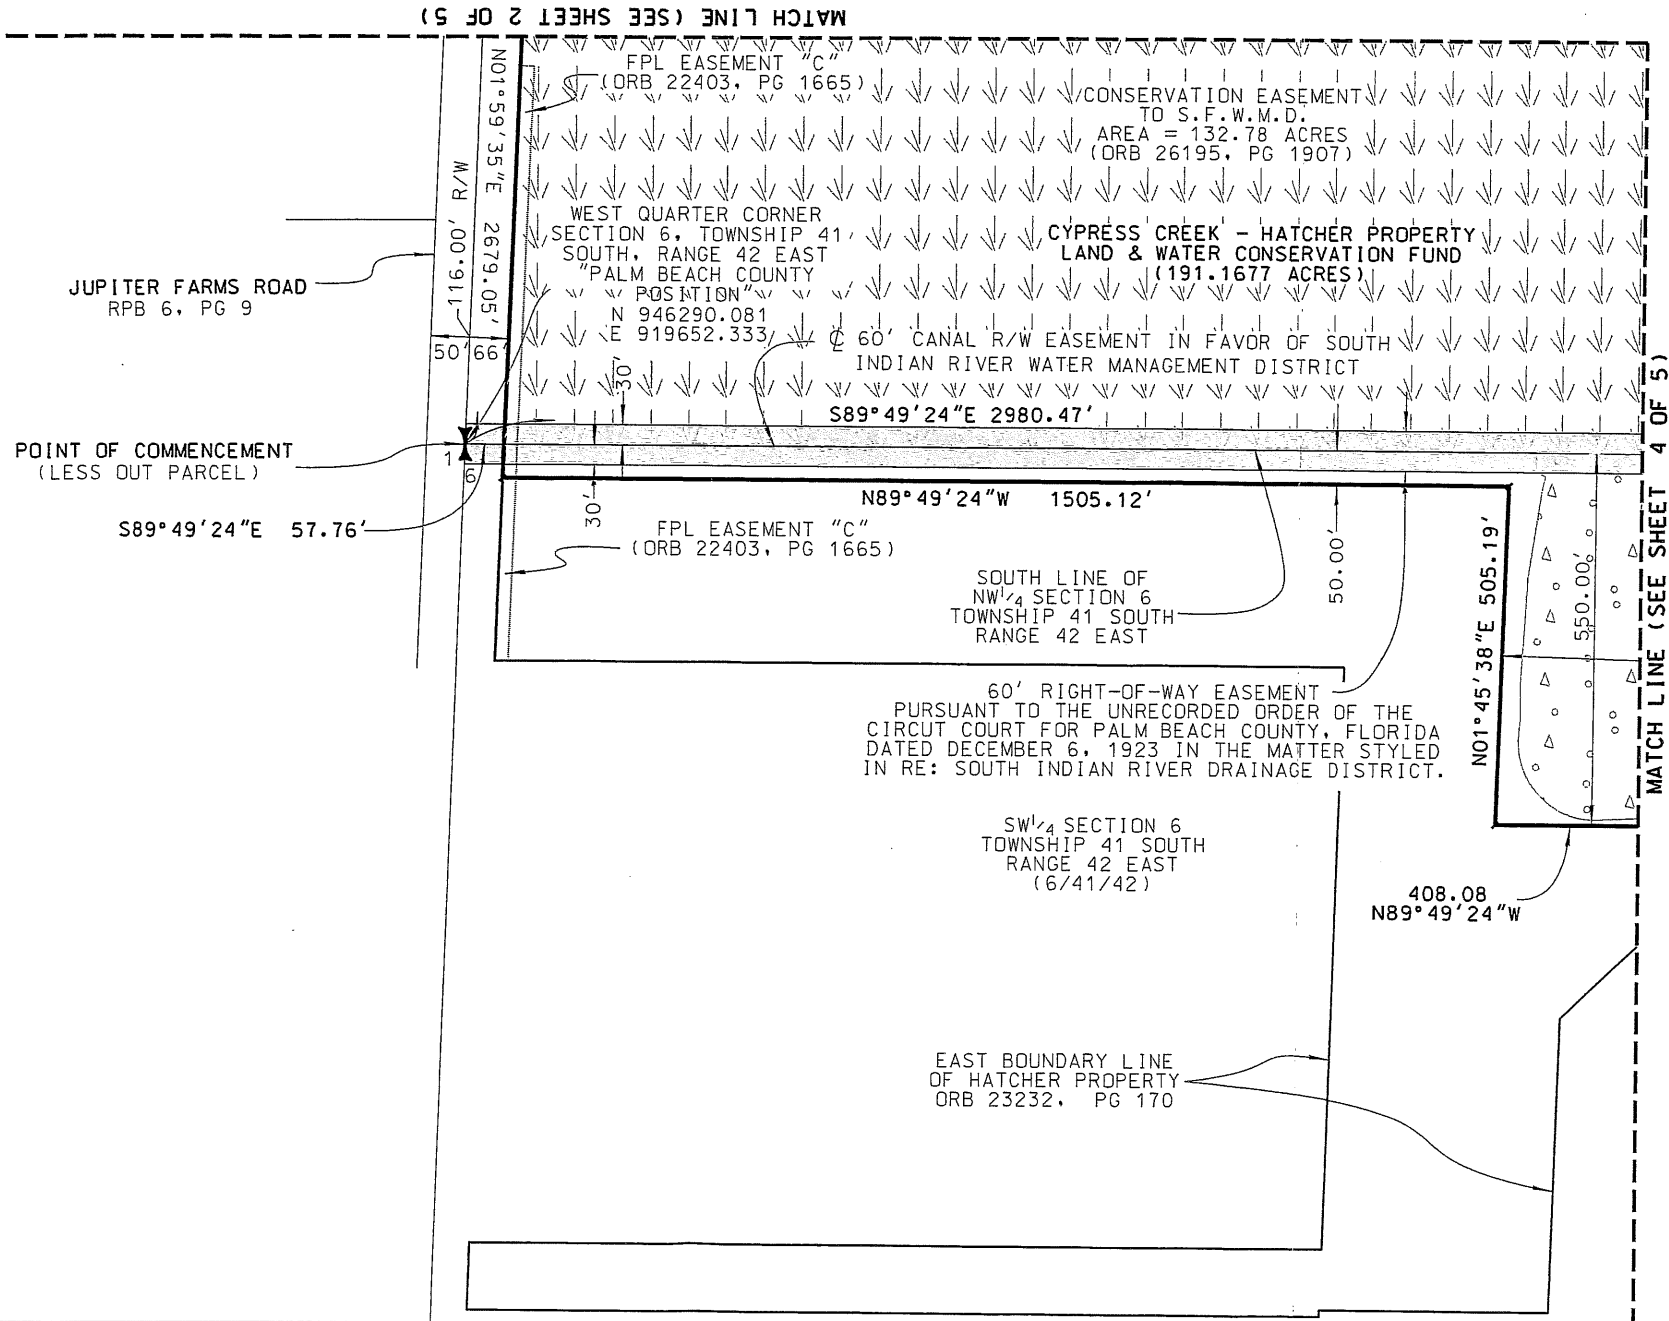 MATCH LINE (SEE SHEET 2 OF 5)
FPL EASEMENT "C"
(ORB 22403, PG 1665)
CONSERVATION EASEMENT
TO S.F.W.M.D.
AREA = 132.78 ACRES
(ORB 26195, PG 1907)
N01°59'35"E 2679.05'
116.00' R/W
WEST QUARTER CORNER
SECTION 6, TOWNSHIP 41
SOUTH, RANGE 42 EAST
"PALM BEACH COUNTY
POSITION"
N 946290.081
E 919652.333
CYPRESS CREEK - HATCHER PROPERTY
LAND & WATER CONSERVATION FUND
(191.1677 ACRES)
JUPITER FARMS ROAD
RPB 6, PG 9
50' 66'
℄ 60' CANAL R/W EASEMENT IN FAVOR OF SOUTH
INDIAN RIVER WATER MANAGEMENT DISTRICT
30'
S89°49'24"E 2980.47'
POINT OF COMMENCEMENT
(LESS OUT PARCEL)
1
6
S89°49'24"E 57.76'
30'
N89°49'24"W 1505.12'
FPL EASEMENT "C"
(ORB 22403, PG 1665)
50.00'
SOUTH LINE OF
NW1/4 SECTION 6
TOWNSHIP 41 SOUTH
RANGE 42 EAST
N01°45'38"E 505.19'
550.00'
MATCH LINE (SEE SHEET 4 OF 5)
60' RIGHT-OF-WAY EASEMENT
PURSUANT TO THE UNRECORDED ORDER OF THE
CIRCUT COURT FOR PALM BEACH COUNTY, FLORIDA
DATED DECEMBER 6, 1923 IN THE MATTER STYLED
IN RE: SOUTH INDIAN RIVER DRAINAGE DISTRICT.
SW1/4 SECTION 6
TOWNSHIP 41 SOUTH
RANGE 42 EAST
(6/41/42)
408.08
N89°49'24"W
EAST BOUNDARY LINE
OF HATCHER PROPERTY
ORB 23232, PG 170